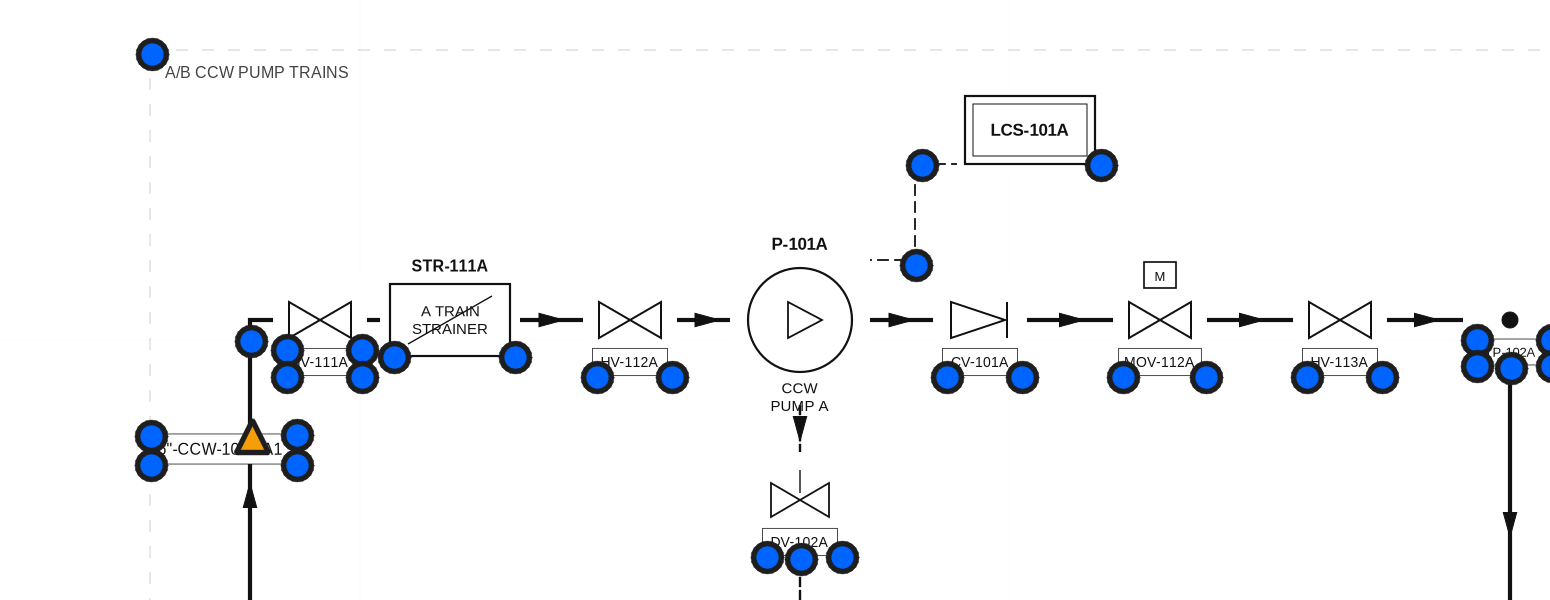 A/B CCW PUMP TRAINS
LCS-101A
P-101A
STR-111A
M
A TRAIN
STRAINER
HV-112A
CV-101A
MOV-112A
HV-113A
CCW
PUMP A
DV-102A